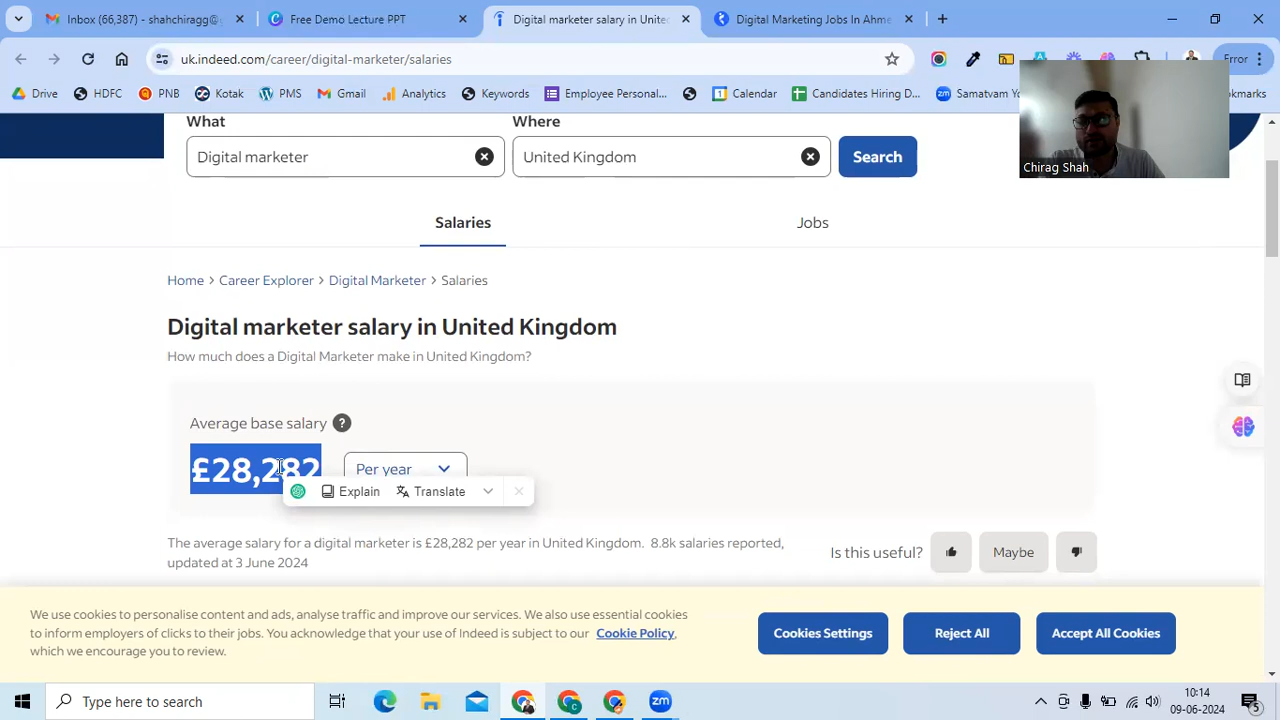 Inbox (66,387) - shahchiragg@
Free Demo Lecture PPT
Digital marketer salary in Unite
Digital Marketing Jobs In Ahme
uk.indeed.com/career/digital-marketer/salaries
Error
Drive
HDFC
PNB
Kotak
PMS
Gmail
Analytics
Keywords
Employee Personal...
Calendar
Candidates Hiring D...
Samatvam Yo
okmarks
Chirag Shah
What
Where
Digital marketer
United Kingdom
Search
Salaries
Jobs
Home > Career Explorer > Digital Marketer > Salaries
Digital marketer salary in United Kingdom
How much does a Digital Marketer make in United Kingdom?
Average base salary ?
£28,282
Per year
Explain
Translate
The average salary for a digital marketer is £28,282 per year in United Kingdom. 8.8k salaries reported,
updated at 3 June 2024
Is this useful?
Maybe
We use cookies to personalise content and ads, analyse traffic and improve our services. We also use essential cookies
to inform employers of clicks to their jobs. You acknowledge that your use of Indeed is subject to our Cookie Policy,
which we encourage you to review.
Cookies Settings
Reject All
Accept All Cookies
Type here to search
10:14
09-06-2024
5